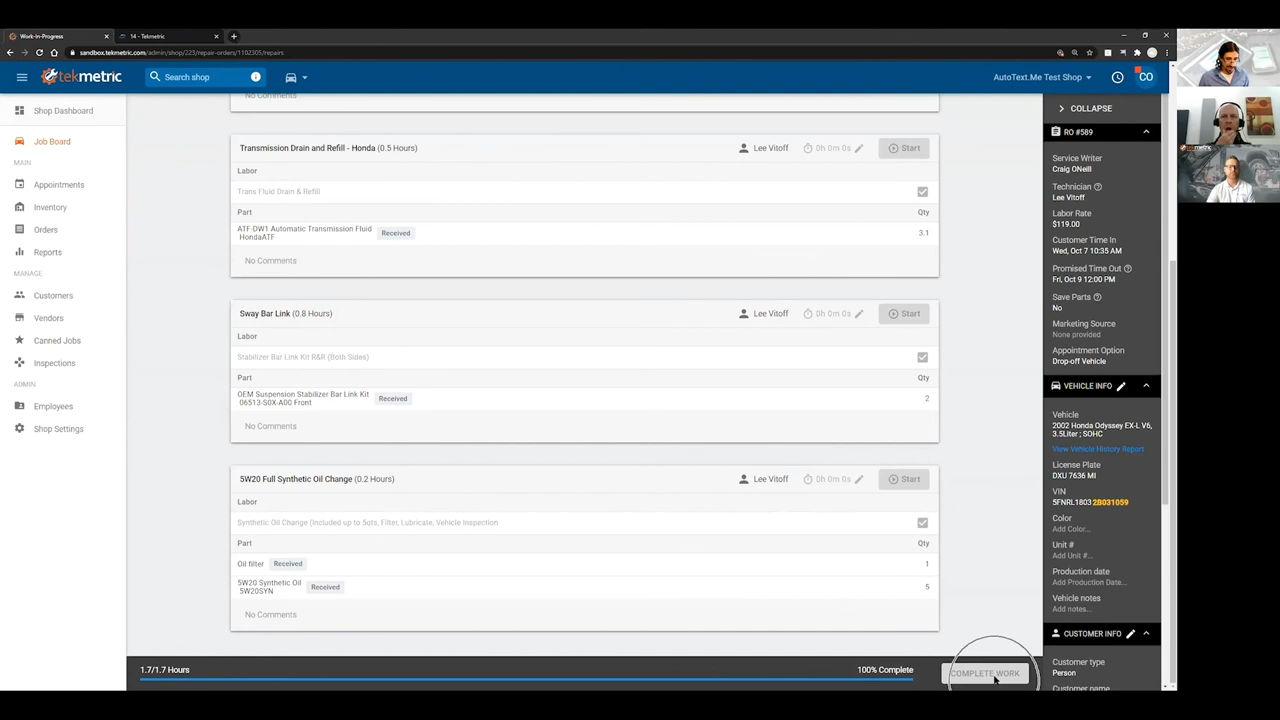 Work-In-Progress
14 - Tekmetric
sandbox.tekmetric.com/admin/shop/223/repair-orders/1102305/repairs
tekmetric
Search shop
AutoText.Me Test Shop
CO
Shop Dashboard
Job Board
MAIN
Appointments
Inventory
Orders
Reports
MANAGE
Customers
Vendors
Canned Jobs
Inspections
ADMIN
Employees
Shop Settings
No Comments
Transmission Drain and Refill - Honda (0.5 Hours)
Lee Vitoff
0h 0m 0s
Start
Labor
Trans Fluid Drain & Refill
Part
Qty
ATF-DW1 Automatic Transmission Fluid
HondaATF
Received
3.1
No Comments
Sway Bar Link (0.8 Hours)
Lee Vitoff
0h 0m 0s
Start
Labor
Stabilizer Bar Link Kit R&R (Both Sides)
Part
Qty
OEM Suspension Stabilizer Bar Link Kit
06513-S0X-A00 Front
Received
2
No Comments
5W20 Full Synthetic Oil Change (0.2 Hours)
Lee Vitoff
0h 0m 0s
Start
Labor
Synthetic Oil Change (Included up to 5qts, Filter, Lubricate, Vehicle Inspection
Part
Qty
Oil filter
Received
1
5W20 Synthetic Oil
5W20SYN
Received
5
No Comments
1.7/1.7 Hours
100% Complete
COMPLETE WORK
COLLAPSE
RO #589
Service Writer
Craig ONeill
Technician
Lee Vitoff
Labor Rate
$119.00
Customer Time In
Wed, Oct 7 10:35 AM
Promised Time Out
Fri, Oct 9 12:00 PM
Save Parts
No
Marketing Source
None provided
Appointment Option
Drop-off Vehicle
VEHICLE INFO
Vehicle
2002 Honda Odyssey EX-L V6,
3.5Liter ; SOHC
View Vehicle History Report
License Plate
DXU 7636 MI
VIN
5FNRL18032B031059
Color
Add Color...
Unit #
Add Unit #...
Production date
Add Production Date...
Vehicle notes
Add notes...
CUSTOMER INFO
Customer type
Person
Customer name
tekmetric